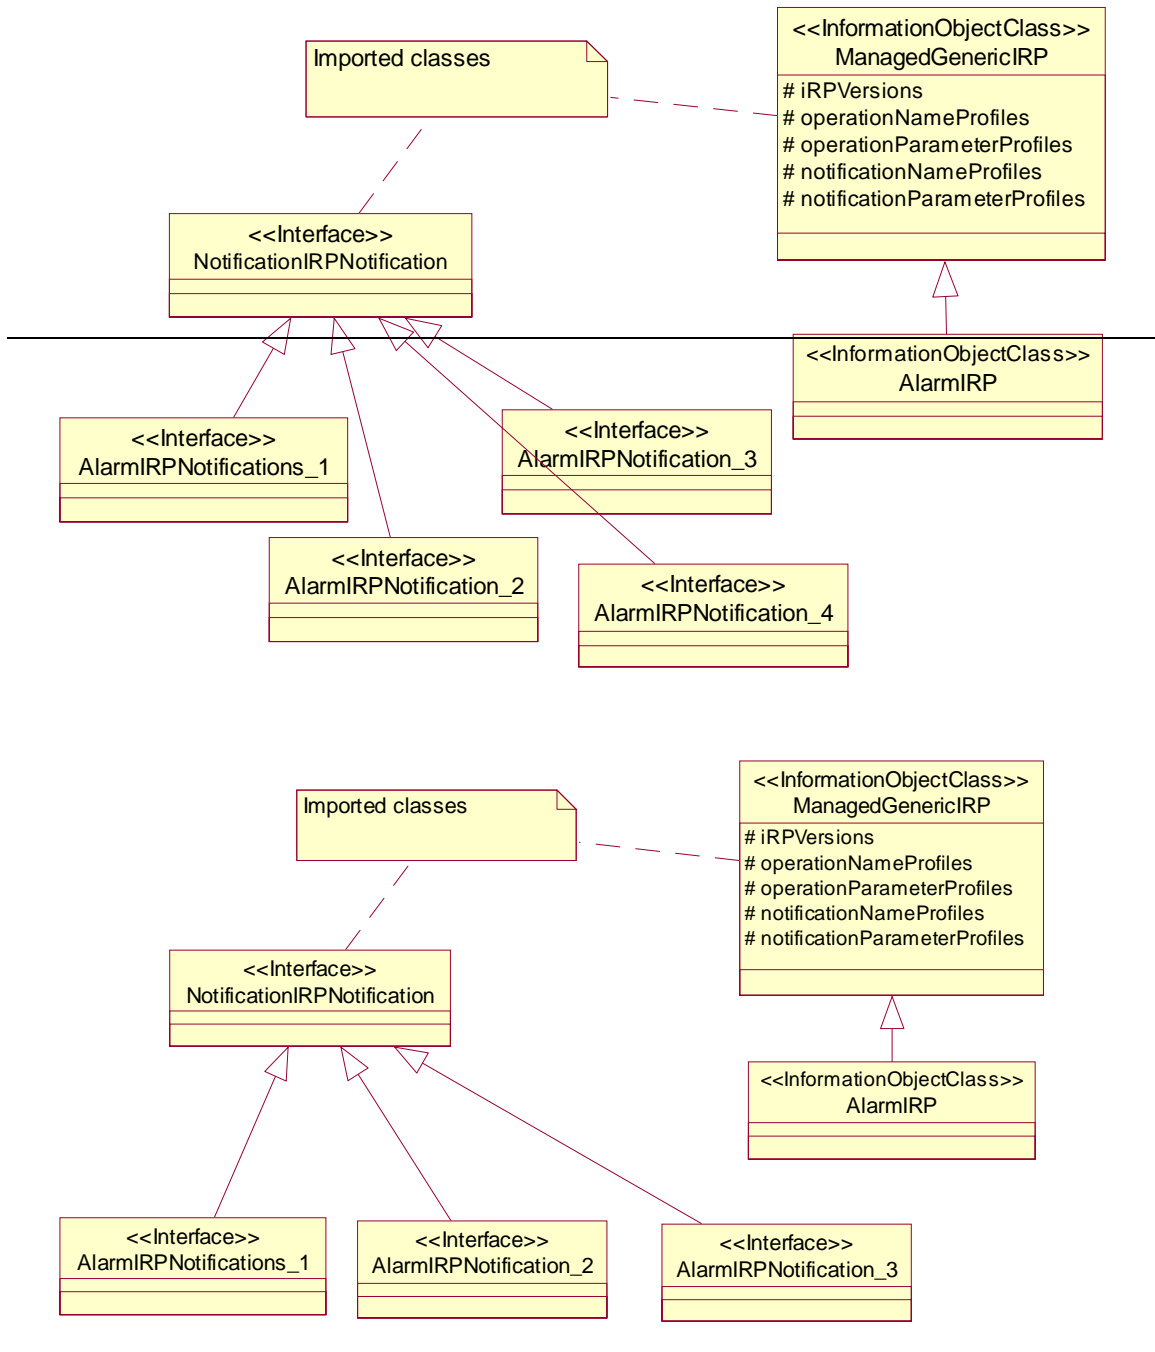 Imported classes
<<InformationObjectClass>>
ManagedGenericIRP
# iRPVersions
# operationNameProfiles
# operationParameterProfiles
# notificationNameProfiles
# notificationParameterProfiles
<<Interface>>
NotificationIRPNotification
<<InformationObjectClass>>
AlarmIRP
<<Interface>>
AlarmIRPNotifications_1
<<Interface>>
AlarmIRPNotification_3
<<Interface>>
AlarmIRPNotification_2
<<Interface>>
AlarmIRPNotification_4
Imported classes
<<InformationObjectClass>>
ManagedGenericIRP
# iRPVersions
# operationNameProfiles
# operationParameterProfiles
# notificationNameProfiles
# notificationParameterProfiles
<<Interface>>
NotificationIRPNotification
<<InformationObjectClass>>
AlarmIRP
<<Interface>>
AlarmIRPNotifications_1
<<Interface>>
AlarmIRPNotification_2
<<Interface>>
AlarmIRPNotification_3